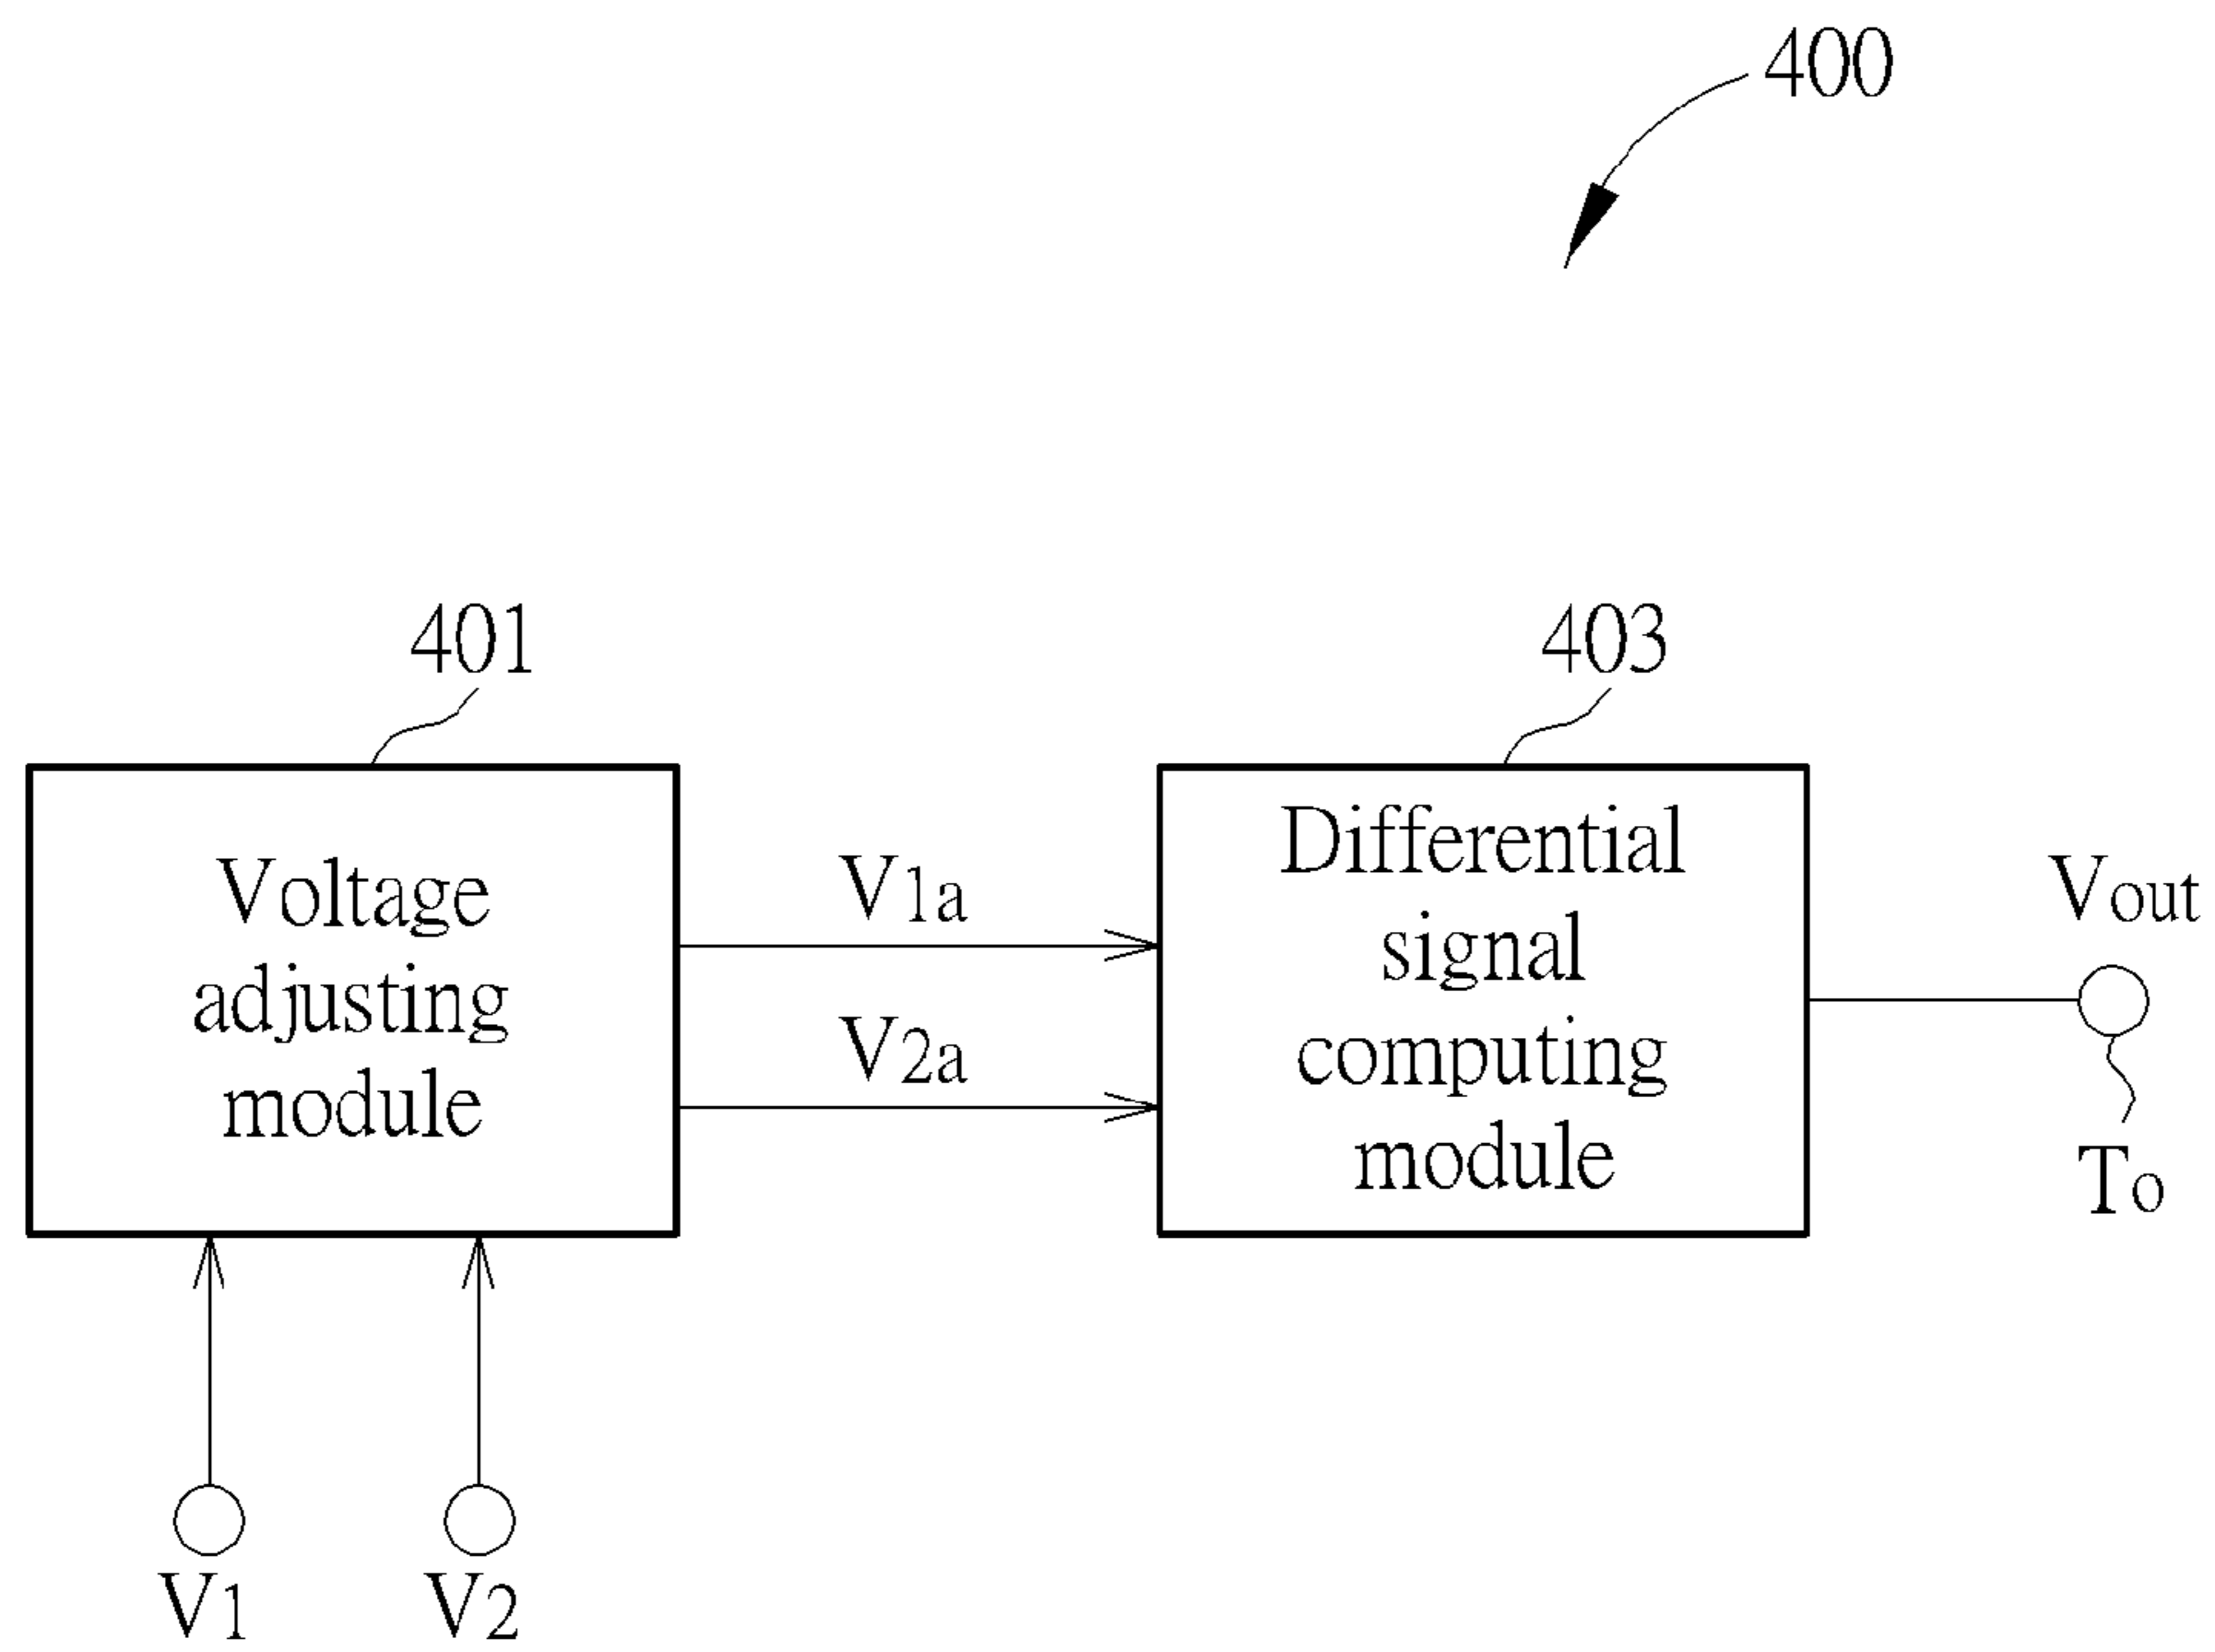 400
401
403
Voltage
adjusting
module
V1a
V2a
Differential
signal
computing
module
Vout
To
V1
V2